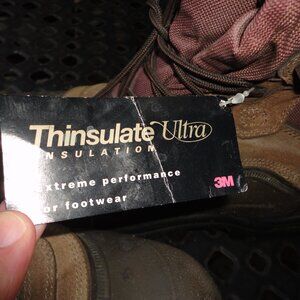 Thinsulate Ultra
INSULATION
extreme performance
for footwear
3M